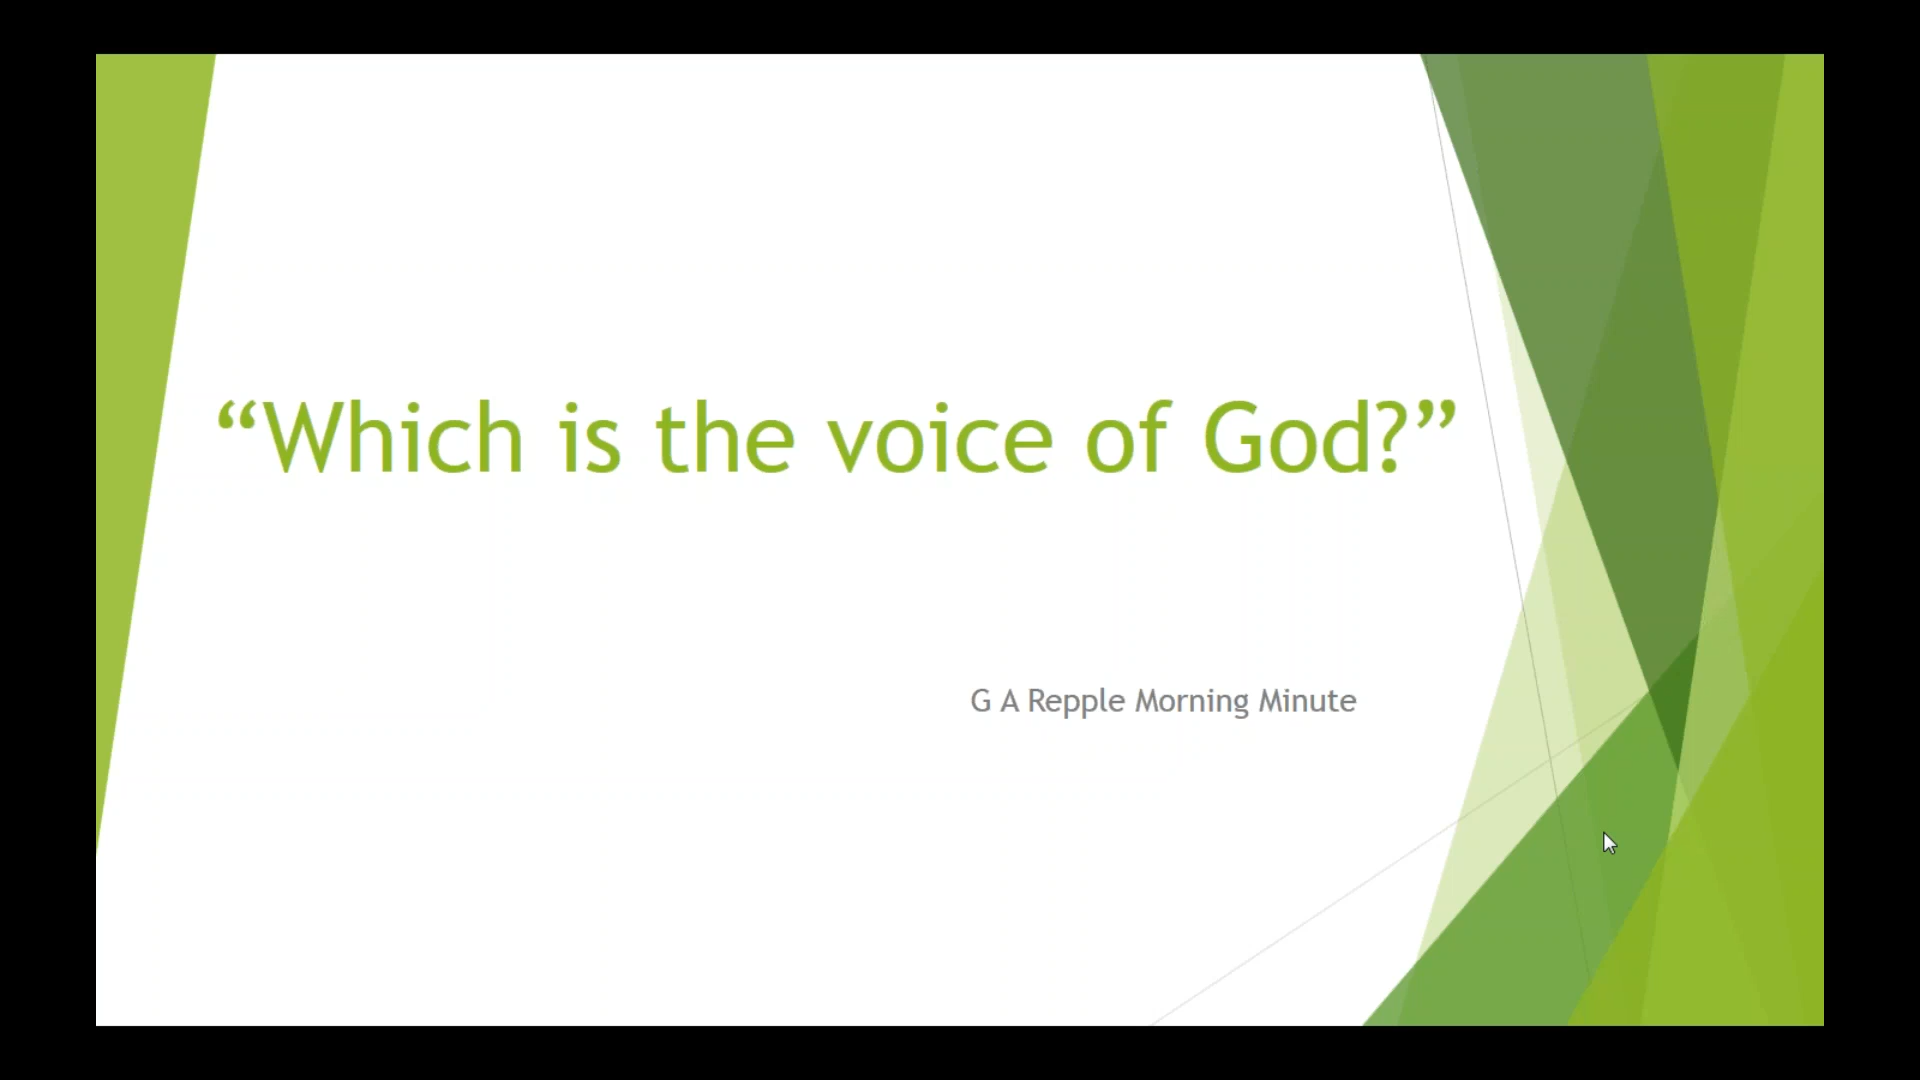 “Which is the voice of God?”
G A Repple Morning Minute